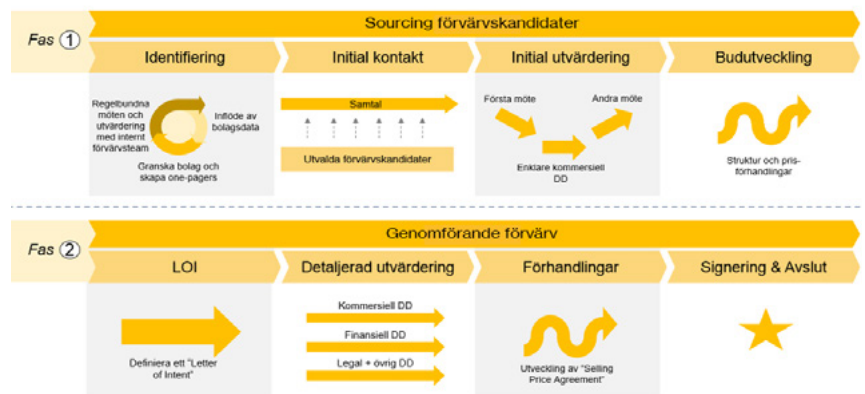 Sourcing förvärvskandidater
Fas 1
Identifiering
Initial kontakt
Initial utvärdering
Budutveckling
Regelbundna
möten och
utvärdering
med internt
förvärvsteam
Inflöde av
bolagsdata
Granska bolag och
skapa one-pagers
Samtal
Utvalda förvärvskandidater
Första möte
Andra möte
Enklare kommersiell
DD
Struktur och pris-
förhandlingar
Genomförande förvärv
Fas 2
LOI
Detaljerad utvärdering
Förhandlingar
Signering & Avslut
Definiera ett "Letter
of Intent"
Kommersiell DD
Finansiell DD
Legal + övrig DD
Utveckling av "Selling
Price Agreement"